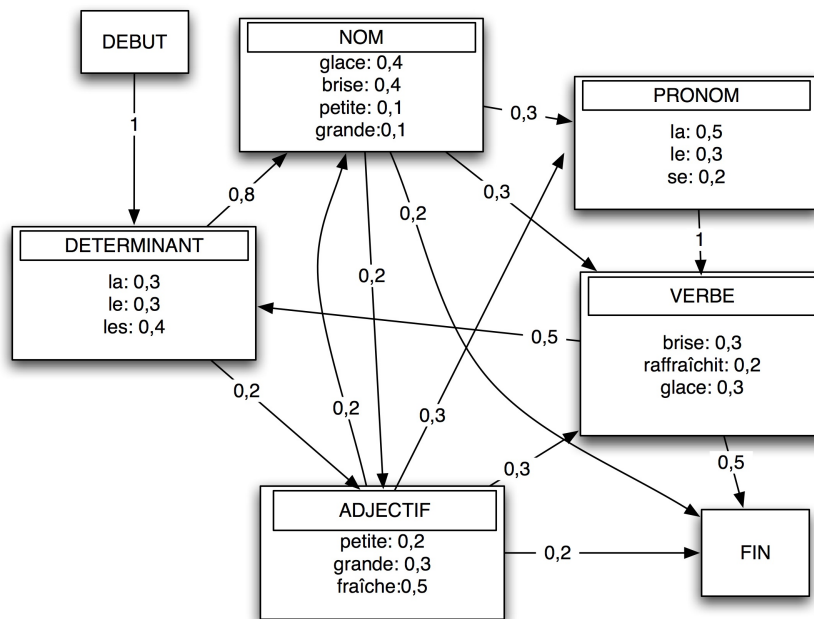 DEBUT
NOM
glace: 0,4
brise: 0,4
petite: 0,1
grande:0,1
PRONOM
la: 0,5
le: 0,3
se: 0,2
0,3
1
0,8
0,3
0,2
DETERMINANT
la: 0,3
le: 0,3
les: 0,4
1
0,2
VERBE
brise: 0,3
raffraîchit: 0,2
glace: 0,3
0,5
0,2
0,2
0,3
0,3
0,5
ADJECTIF
petite: 0,2
grande: 0,3
fraîche:0,5
0,2
FIN